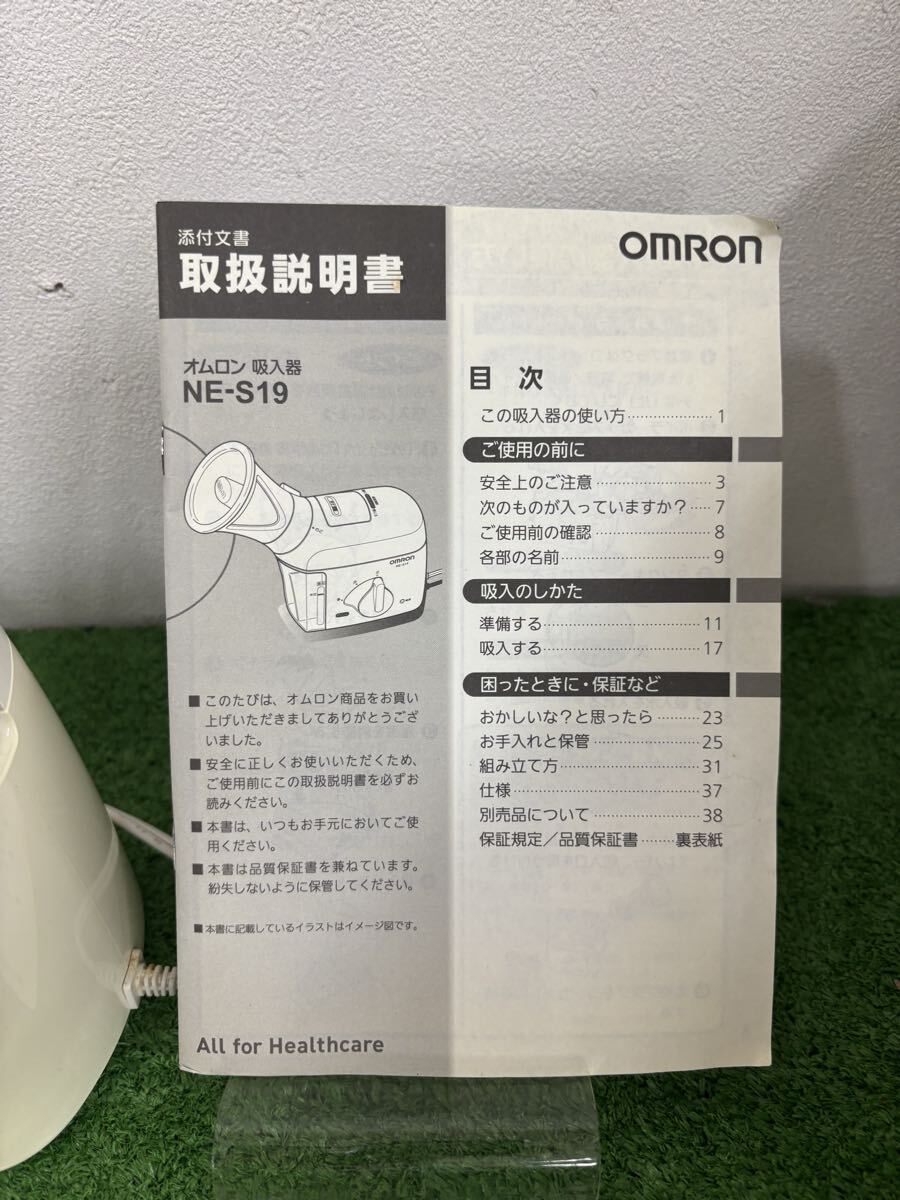 添付文書
取扱説明書
オムロン 吸入器
NE-S19
OMRON
■ このたびは、オムロン商品をお買い
上げいただきましてありがとうござ
いました。
■ 安全に正しくお使いいただくため、
ご使用前にこの取扱説明書を必ずお
読みください。
■ 本書は、いつもお手元においてご使
用ください。
■ 本書は品質保証書を兼ねています。
紛失しないように保管してください。
■ 本書に記載しているイラストはイメージ図です。
All for Healthcare
OMRON
目 次
この吸入器の使い方 ………………… 1
ご使用の前に
安全上のご注意 ………………… 3
次のものが入っていますか？ …… 7
ご使用前の確認 ………………… 8
各部の名前 ………………… 9
吸入のしかた
準備する ………………… 11
吸入する ………………… 17
困ったときに・保証など
おかしいな？と思ったら ………… 23
お手入れと保管 ………………… 25
組み立て方 ………………… 31
仕様 ………………… 37
別売品について ………………… 38
保証規定／品質保証書 ……… 裏表紙